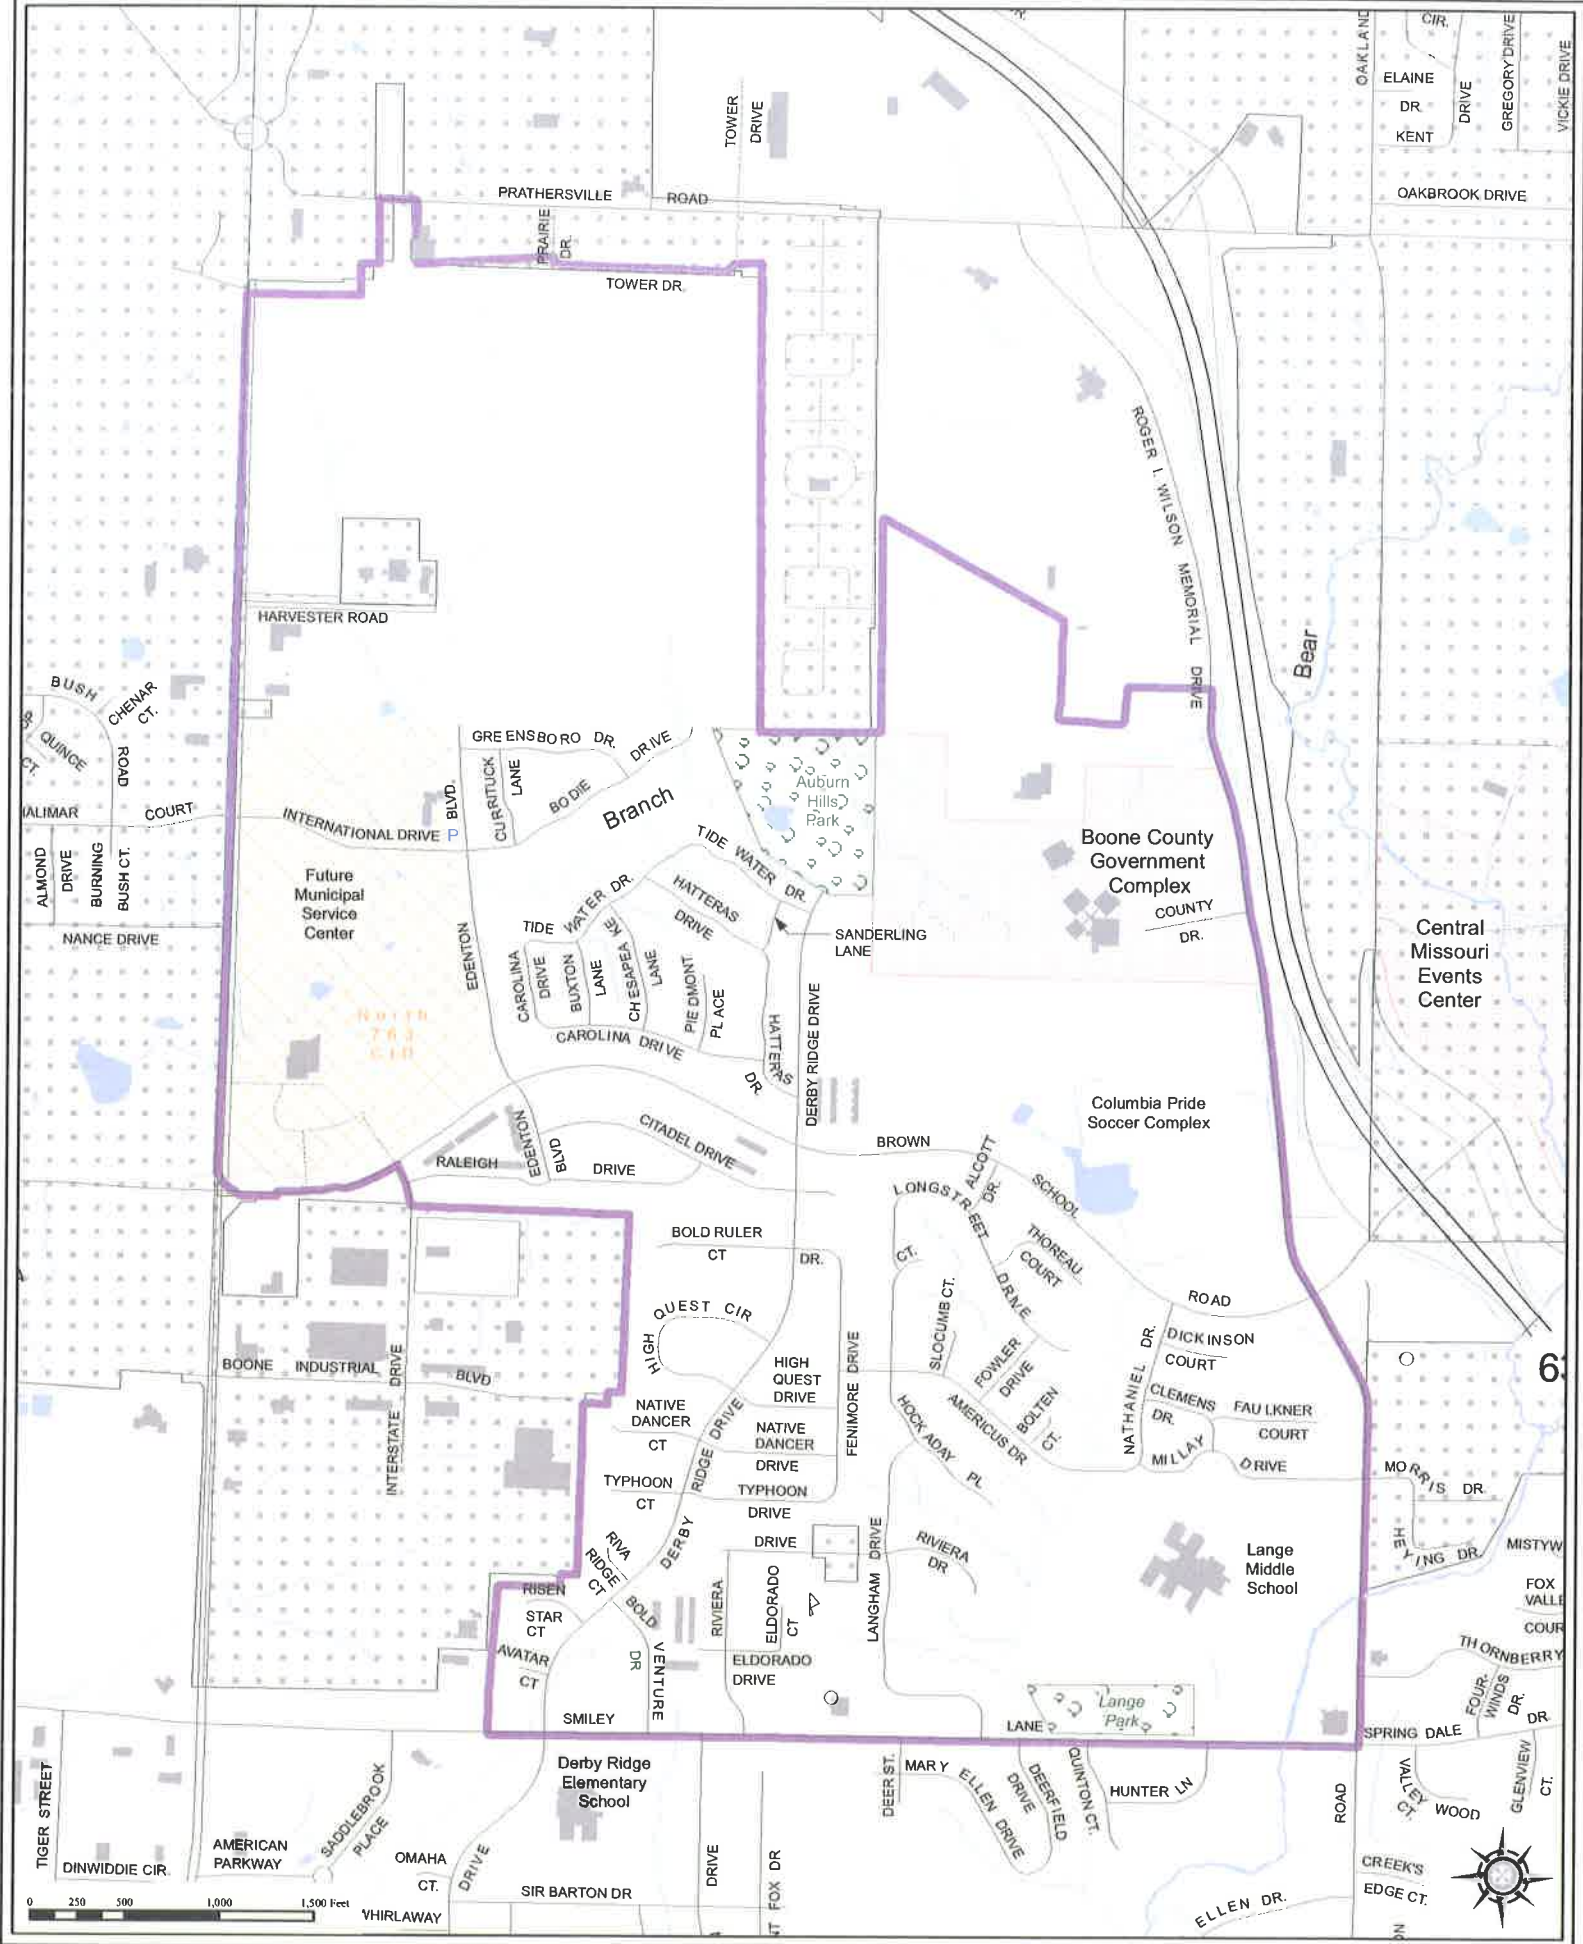 CIR.
OAKLAND
ELAINE
DR.
KENT
DRIVE
GREGORY DRIVE
VICKIE DRIVE
TOWER
DRIVE
PRATHERSVILLE
ROAD
OAKBROOK DRIVE
PRAIRIE
DR.
TOWER DR.
ROGER I. WILSON MEMORIAL DRIVE
HARVESTER ROAD
Bear
BUSH
ROAD
CHENAR
CT.
QUINCE
CT.
GREENSBORO DR.
BODIE
DRIVE
CURRITUCK
LANE
BLVD.
Branch
Auburn
Hills
Park
HALIMAR
COURT
INTERNATIONAL DRIVE
P
ALMOND
DRIVE
BURNING
BUSH CT.
NANCE DRIVE
Future
Municipal
Service
Center
TIDE WATER DR.
TIDE WATER DR.
HATTERAS
DRIVE
SANDERLING
LANE
Boone County
Government
Complex
COUNTY
DR.
Central
Missouri
Events
Center
EDENTON
CAROLINA
DRIVE
BUXTON
LANE
CHESAPEAKE
LANE
PIEDMONT
PLACE
CAROLINA DRIVE
HATTERAS
DR.
DERBY RIDGE DRIVE
North
763
CID
Columbia Pride
Soccer Complex
EDENTON
BLVD
RALEIGH
DRIVE
CITADEL DRIVE
BROWN
SCHOOL
ROAD
ALCOTT
DR.
LONGSTREET
DRIVE
THOREAU
COURT
BOLD RULER
CT
DR.
CT.
HIGH
QUEST CIR
SLOCUMB CT.
FOWLER
DRIVE
NATHANIEL DR.
DICKINSON
COURT
BOONE
INDUSTRIAL
BLVD
INTERSTATE DRIVE
HIGH
QUEST
DRIVE
FENIMORE DRIVE
NATIVE
DANCER
CT
NATIVE
DANCER
DRIVE
HOCKADAY
PL
AMERICUS DR
BOLTEN
CT.
CLEMENS
DR.
FAULKNER
COURT
MILLAY
DRIVE
MORRIS DR.
HEYING DR.
TYPHOON
CT
TYPHOON
DRIVE
DERBY
RIDGE DRIVE
RIVA
RIDGE
CT
DRIVE
RIVIERA
DR
LANGHAM DRIVE
Lange
Middle
School
MISTYW
FOX
VALLE
COUR
RISEN
STAR
CT
BOLD
VENTURE
DR
RIVIERA
ELDORADO
CT
ELDORADO
DRIVE
AVATAR
CT
THORNBERRY
FOUR-
WINDS
DR.
SMILEY
LANE
Lange
Park
SPRING DALE
DR
Derby Ridge
Elementary
School
DEER ST.
MARY
ELLEN DRIVE
DEERFIELD
DRIVE
QUINTON CT.
HUNTER LN
ROAD
VALLEY
CT.
WOOD
GLENVIEW
CT.
TIGER STREET
DINWIDDIE CIR.
AMERICAN
PARKWAY
SADDLEBROOK
PLACE
OMAHA
CT.
DRIVE
SIR BARTON DR
DRIVE
NT FOX DR
CREEK'S
EDGE CT.
ELLEN DR.
WHIRLAWAY
0 250 500 1,000 1,500 Feet